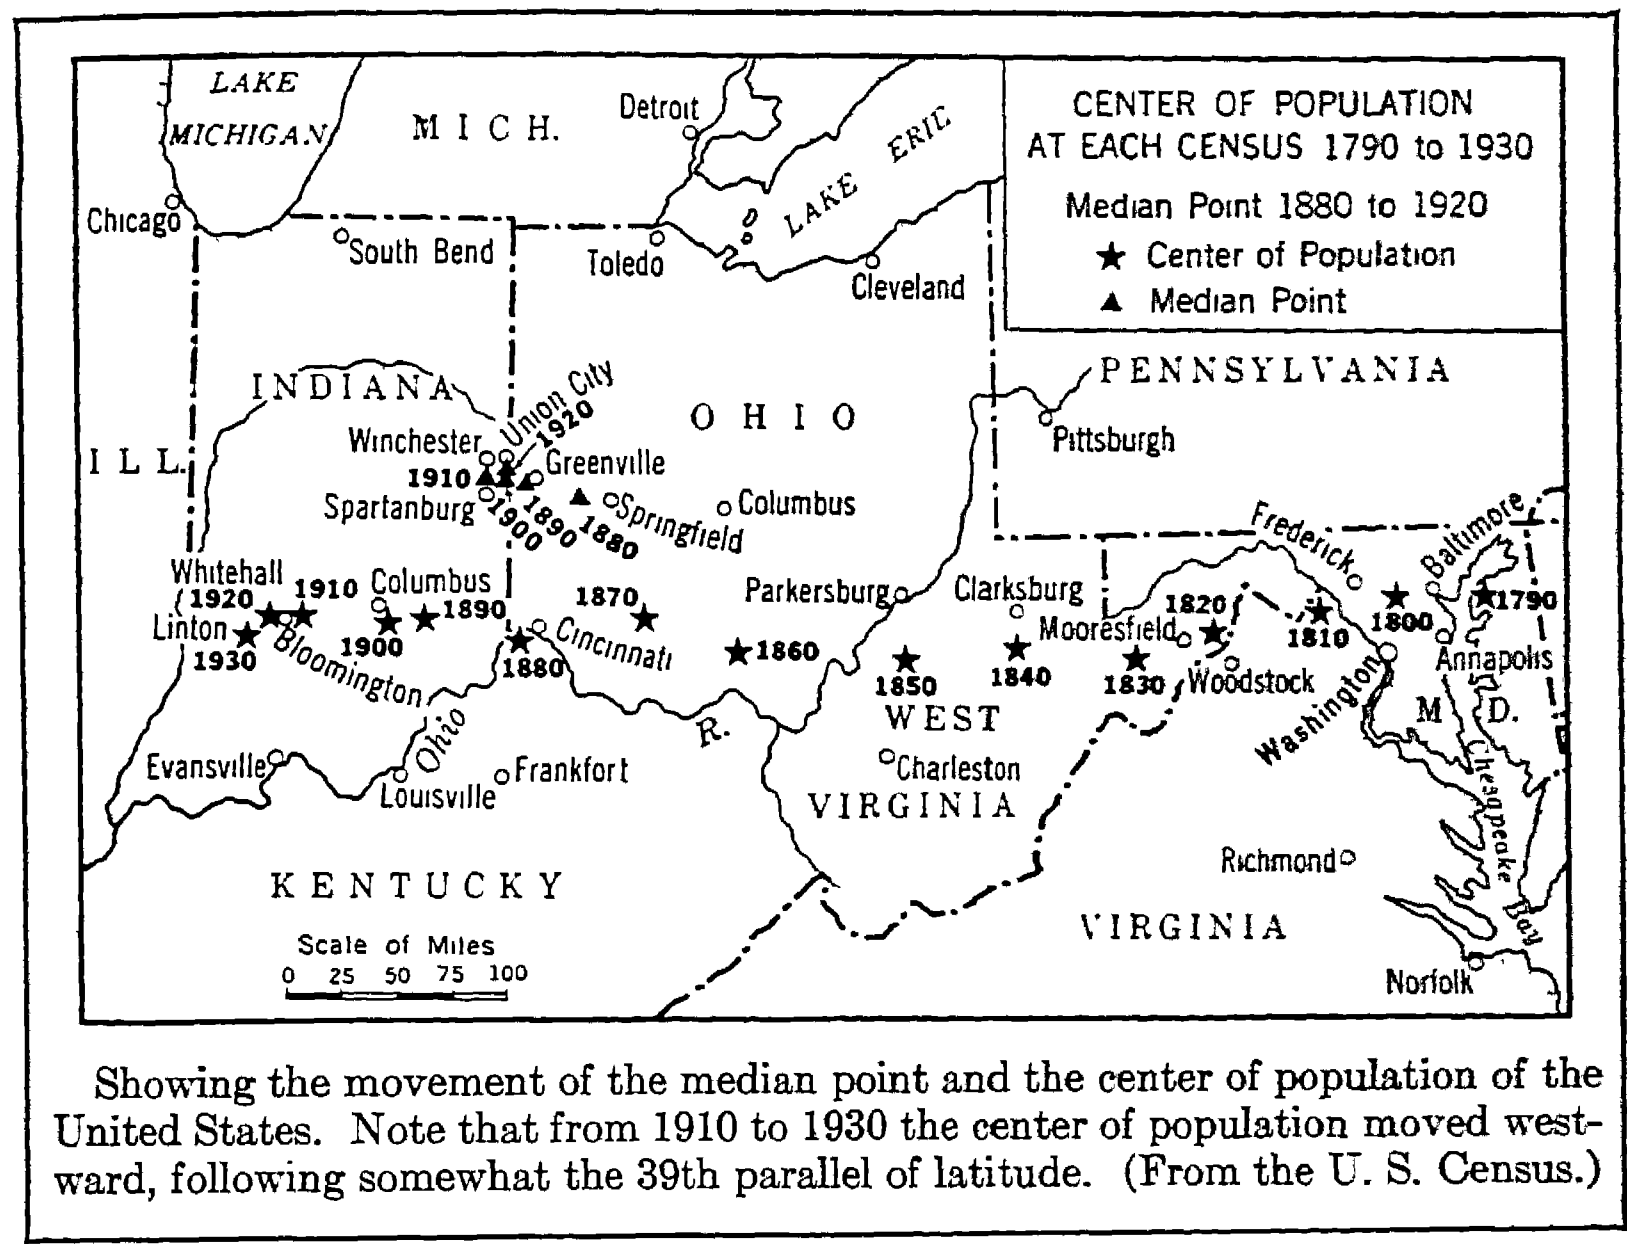 LAKE
MICHIGAN
MICH.
Detroit
LAKE ERIE
CENTER OF POPULATION
AT EACH CENSUS 1790 to 1930
Median Point 1880 to 1920
★ Center of Population
▲ Median Point
Chicago
South Bend
Toledo
Cleveland
INDIANA
Union City
1920
OHIO
PENNSYLVANIA
Pittsburgh
ILL.
Winchester
1910
Greenville
Spartanburg
1900
1890
1880
Springfield
Columbus
Frederick
Baltimore
Whitehall
1920
1910
Columbus
1890
1870
Parkersburg
Clarksburg
1820
1790
Linton
1930
Bloomington
1900
1880
Cincinnati
1860
Mooresfield
1810
1800
Annapolis
1850
1840
1830
Woodstock
Washington
MD.
WEST
VIRGINIA
Ohio
R.
Evansville
Louisville
Frankfort
Charleston
Chesapeake
Bay
Richmond
KENTUCKY
VIRGINIA
Norfolk
Scale of Miles
0 25 50 75 100
Showing the movement of the median point and the center of population of the
United States. Note that from 1910 to 1930 the center of population moved west-
ward, following somewhat the 39th parallel of latitude. (From the U. S. Census.)